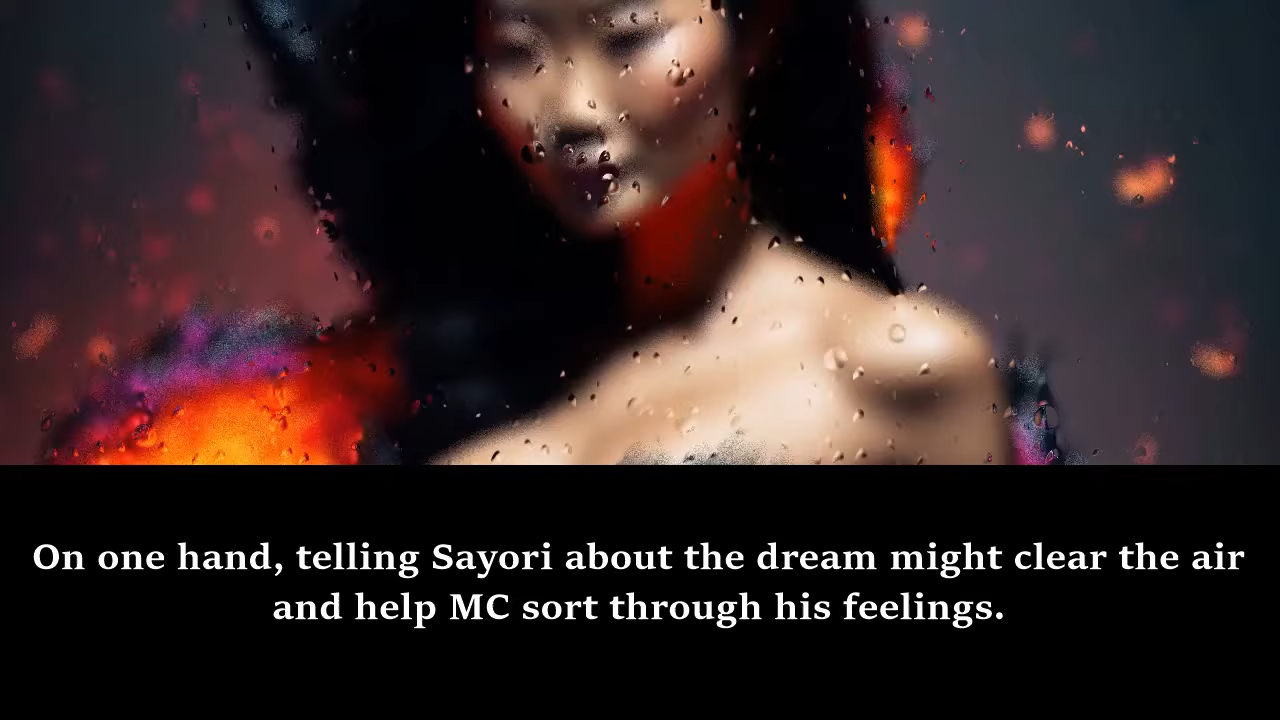 On one hand, telling Sayori about the dream might clear the air
and help MC sort through his feelings.